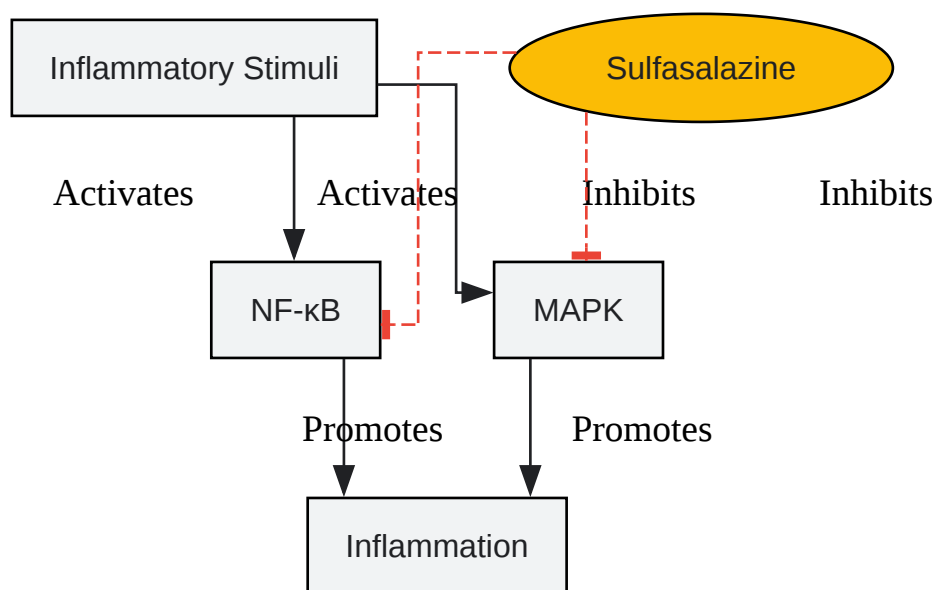 Inflammatory Stimuli
Sulfasalazine
Activates
Activates
Inhibits
Inhibits
NF-κB
MAPK
Promotes
Promotes
Inflammation